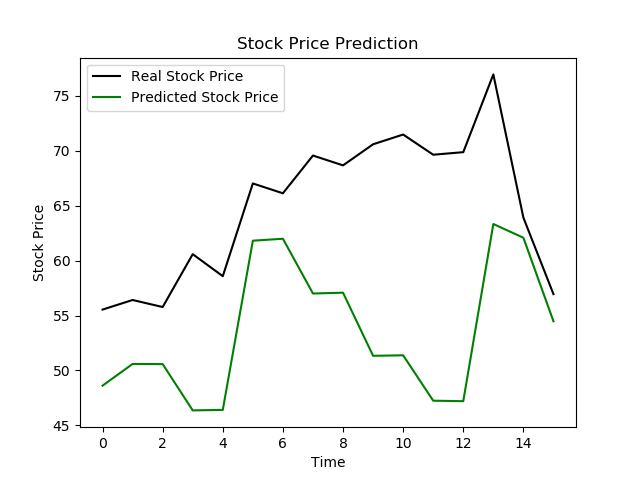 Stock Price Prediction
Real Stock Price
Predicted Stock Price
75
70
65
60
55
50
45
Stock Price
0 2 4 6 8 10 12 14
Time